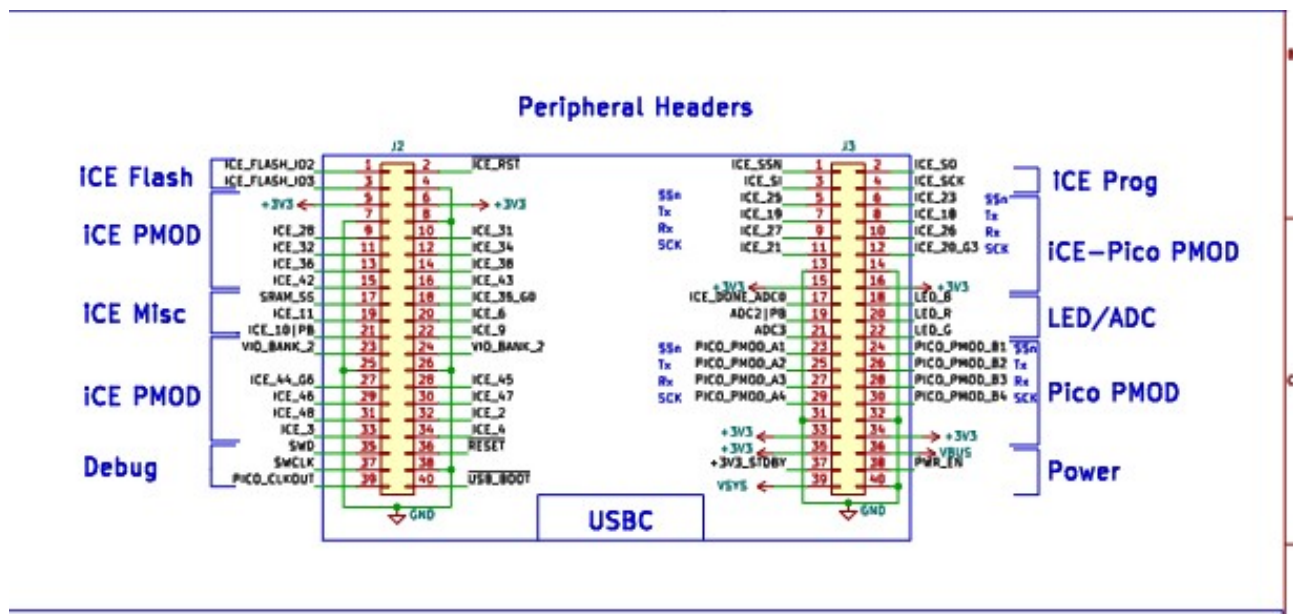 Peripheral Headers
J2 J3
ICE_FLASH_IO2 1 2 ICE_RST
ICE_FLASH_IO3 3 4
+3V3 5 6 +3V3
7 8
ICE_28 9 10 ICE_31
ICE_32 11 12 ICE_34
ICE_36 13 14 ICE_38
ICE_42 15 16 ICE_43
SRAM_SS 17 18 ICE_35_G0
ICE_11 19 20 ICE_6
ICE_10|PB 21 22 ICE_9
VIO_BANK_2 23 24 VIO_BANK_2
25 26
ICE_44_G6 27 28 ICE_45
ICE_46 29 30 ICE_47
ICE_48 31 32 ICE_2
ICE_3 33 34 ICE_4
SWD 35 36 RESET
SWCLK 37 38
PICO_CLKOUT 39 40 USB_BOOT
GND
iCE Flash
iCE PMOD
iCE Misc
iCE PMOD
Debug
ICE_SSN 1 2 ICE_SO
ICE_SI 3 4 ICE_SCK
SSn ICE_25 5 6 ICE_23 SSn
Tx ICE_19 7 8 ICE_18 Tx
Rx ICE_27 9 10 ICE_26 Rx
SCK ICE_21 11 12 ICE_20_G3 SCK
13 14
+3V3 15 16 +3V3
ICE_DONE_ADC0 17 18 LED_B
ADC2|PB 19 20 LED_R
ADC3 21 22 LED_G
SSn PICO_PMOD_A1 23 24 PICO_PMOD_B1 SSn
Tx PICO_PMOD_A2 25 26 PICO_PMOD_B2 Tx
Rx PICO_PMOD_A3 27 28 PICO_PMOD_B3 Rx
SCK PICO_PMOD_A4 29 30 PICO_PMOD_B4 SCK
31 32
+3V3 33 34 +3V3
+3V3 35 36 VBUS
+3V3_STDBY 37 38 PWR_EN
VSYS 39 40
GND
iCE Prog
iCE-Pico PMOD
LED/ADC
Pico PMOD
Power
USBC